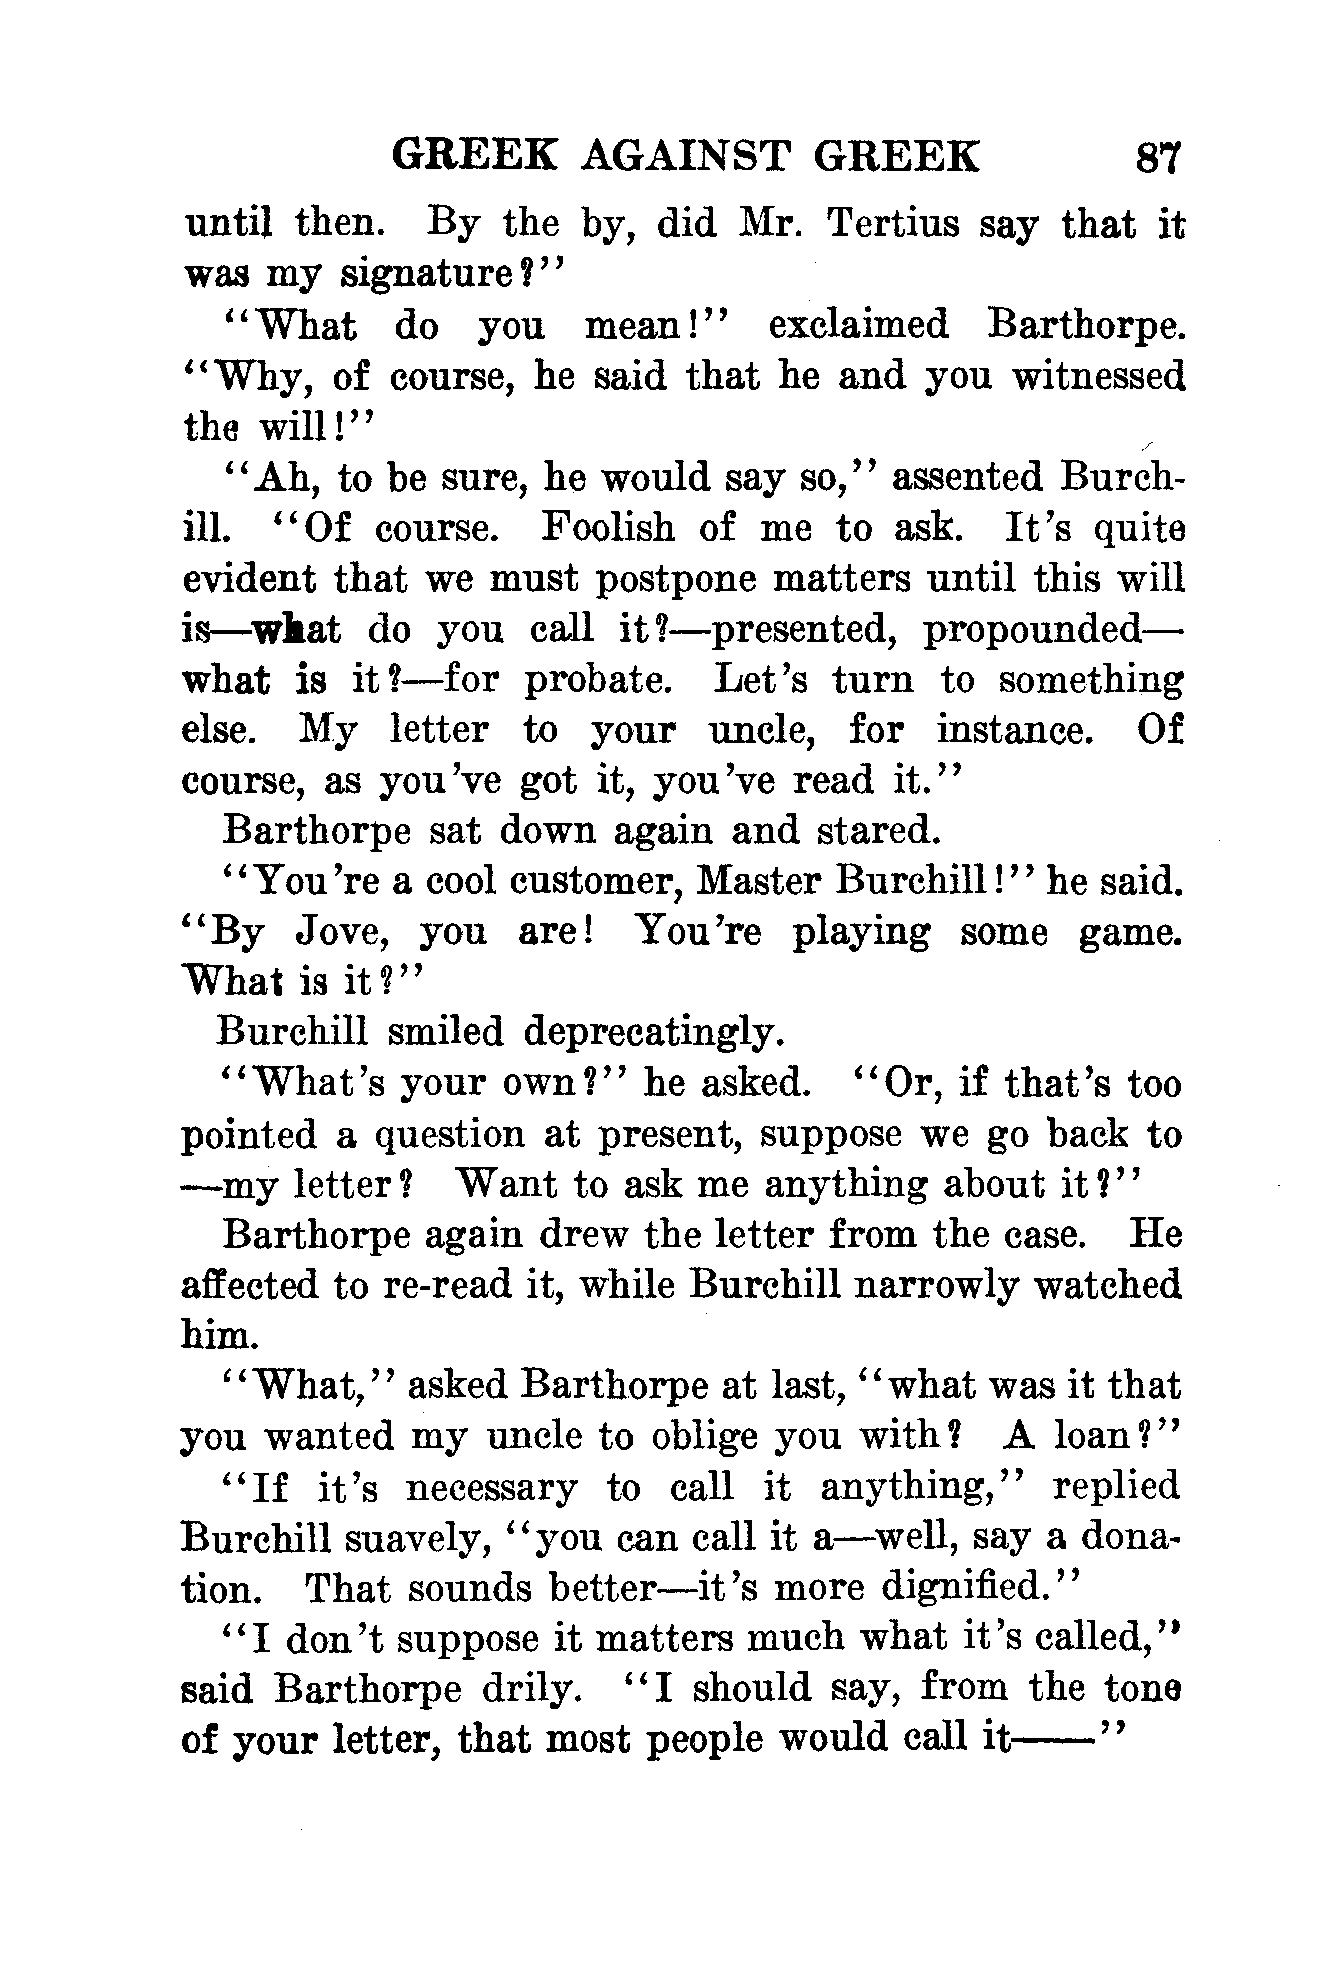 GREEK AGAINST GREEK 87
until then. By the by, did Mr. Tertius say that it
was my signature?"
"What do you mean!" exclaimed Barthorpe.
"Why, of course, he said that he and you witnessed
the will!"
"Ah, to be sure, he would say so," assented Burch-
ill. "Of course. Foolish of me to ask. It's quite
evident that we must postpone matters until this will
is—what do you call it?—presented, propounded—
what is it?—for probate. Let's turn to something
else. My letter to your uncle, for instance. Of
course, as you've got it, you've read it."
Barthorpe sat down again and stared.
"You're a cool customer, Master Burchill!" he said.
"By Jove, you are! You're playing some game.
What is it?"
Burchill smiled deprecatingly.
"What's your own?" he asked. "Or, if that's too
pointed a question at present, suppose we go back to
—my letter? Want to ask me anything about it?"
Barthorpe again drew the letter from the case. He
affected to re-read it, while Burchill narrowly watched
him.
"What," asked Barthorpe at last, "what was it that
you wanted my uncle to oblige you with? A loan?"
"If it's necessary to call it anything," replied
Burchill suavely, "you can call it a—well, say a dona-
tion. That sounds better—it's more dignified."
"I don't suppose it matters much what it's called,"
said Barthorpe drily. "I should say, from the tone
of your letter, that most people would call it——"